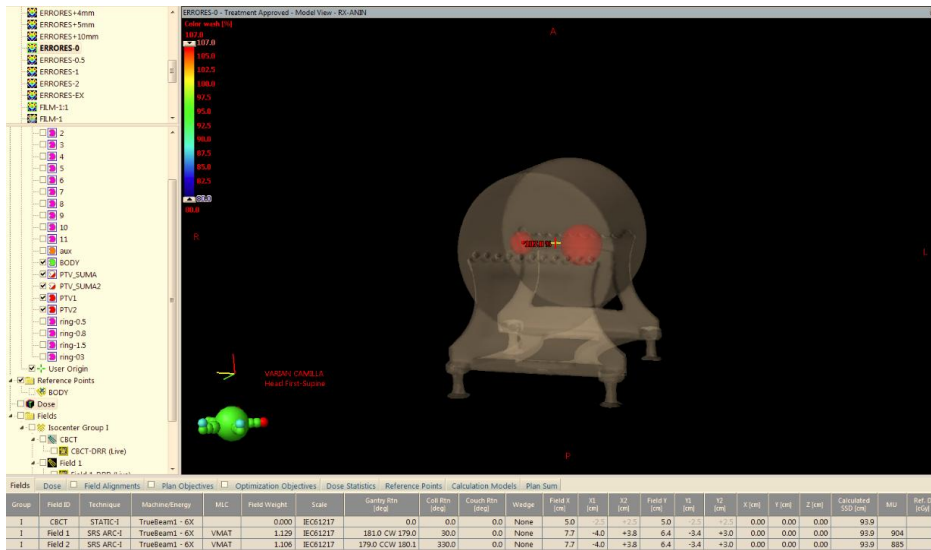 ERRORES+4mm
ERRORES+5mm
ERRORES+10mm
ERRORES-0
ERRORES-0.5
ERRORES-1
ERRORES-2
ERRORES-EX
FILM-1:1
FILM-1
2
3
4
5
6
7
8
9
10
11
aux
BODY
PTV_SUMA
PTV_SUMA2
PTV1
PTV2
ring-0.5
ring-0.8
ring-1.5
ring-03
User Origin
Reference Points
BODY
Dose
Fields
Isocenter Group I
CBCT
CBCT-DRR (Live)
Field 1
ERRORES-0 - Treatment Approved - Model View - RX-ANIN
Color wash [%]
107.0
107.0
105.0
102.5
100.0
97.5
95.0
92.5
90.0
87.5
85.0
82.5
80.0
A
R
L
P
VARIAN CAMILLA
Head First-Supine
Fields Dose Field Alignments Plan Objectives Optimization Objectives Dose Statistics Reference Points Calculation Models Plan Sum
Group Field ID Technique Machine/Energy MLC Field Weight Scale Gantry Rtn [deg] Coll Rtn [deg] Couch Rtn [deg] Wedge Field X [cm] X1 [cm] X2 [cm] Field Y [cm] Y1 [cm] Y2 [cm] X [cm] Y [cm] Z [cm] Calculated SSD [cm] MU Ref. D [cGy]
I CBCT STATIC-I TrueBeam1 - 6X 0.000 IEC61217 0.0 0.0 0.0 None 5.0 -2.5 +2.5 5.0 -2.5 +2.5 0.00 0.00 0.00 93.9
I Field 1 SRS ARC-I TrueBeam1 - 6X VMAT 1.129 IEC61217 181.0 CW 179.0 30.0 0.0 None 7.7 -4.0 +3.8 6.4 -3.4 +3.0 0.00 0.00 0.00 93.9 904
I Field 2 SRS ARC-I TrueBeam1 - 6X VMAT 1.106 IEC61217 179.0 CCW 180.1 330.0 0.0 None 7.7 -4.0 +3.8 6.4 -3.4 +3.0 0.00 0.00 0.00 93.9 885